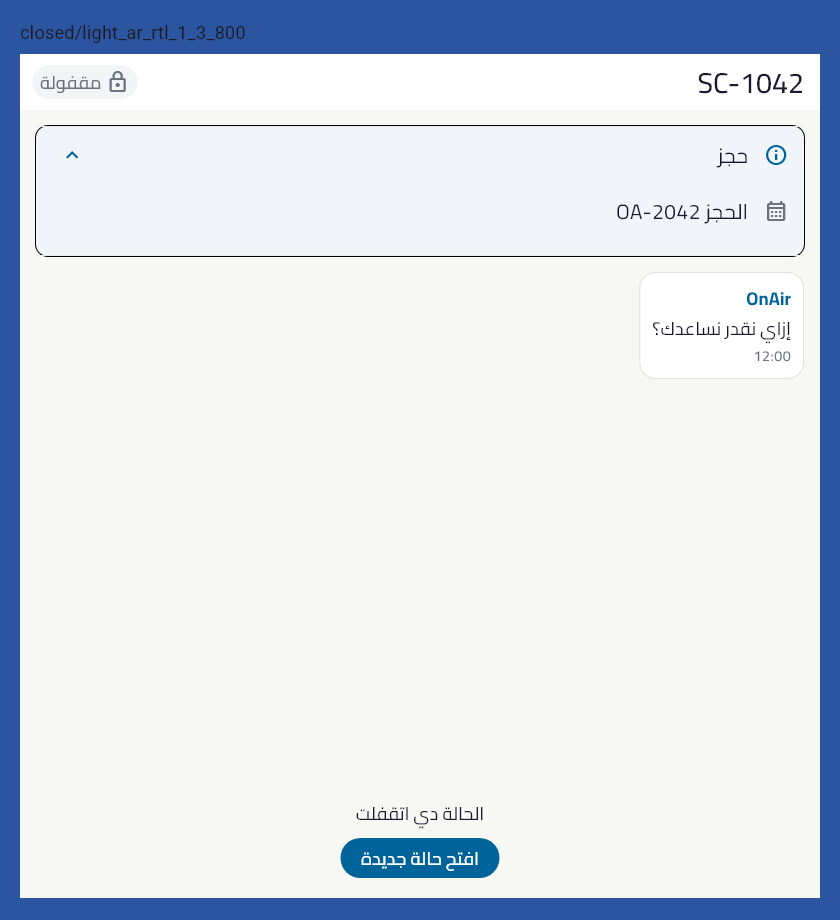 closed/light_ar_rtl_1_3_800
SC-1042
مقفولة
حجز
الحجز OA-2042
OnAir
إزاي نقدر نساعدك؟
12:00
الحالة دي اتقفلت
افتح حالة جديدة